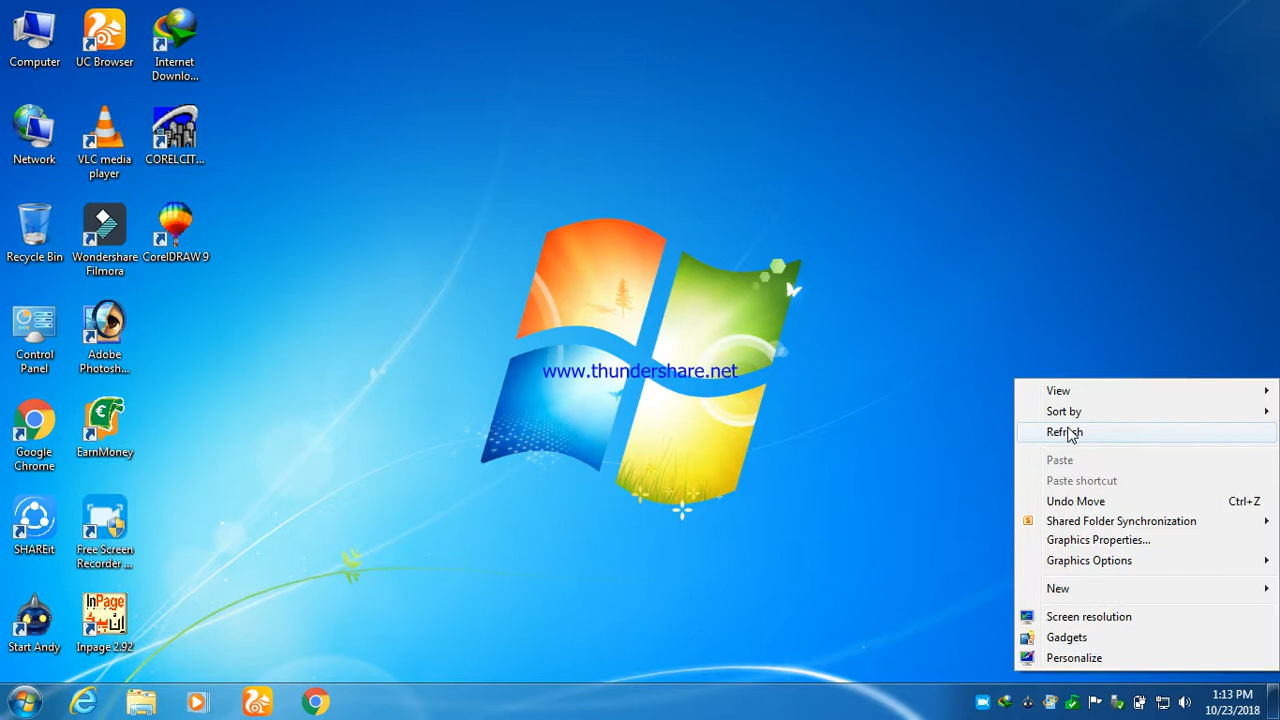 Computer
UC Browser
Internet
Downlo...
Network
VLC media
player
CORELCIT...
Recycle Bin
Wondershare
Filmora
CorelDRAW 9
Control
Panel
Adobe
Photosh...
Google
Chrome
EarnMoney
SHAREit
Free Screen
Recorder ...
Start Andy
InPage
ان پیج
Inpage 2.92
www.thundershare.net
View
Sort by
Refresh
Paste
Paste shortcut
Undo Move Ctrl+Z
Shared Folder Synchronization
Graphics Properties...
Graphics Options
New
Screen resolution
Gadgets
Personalize
1:13 PM
10/23/2018